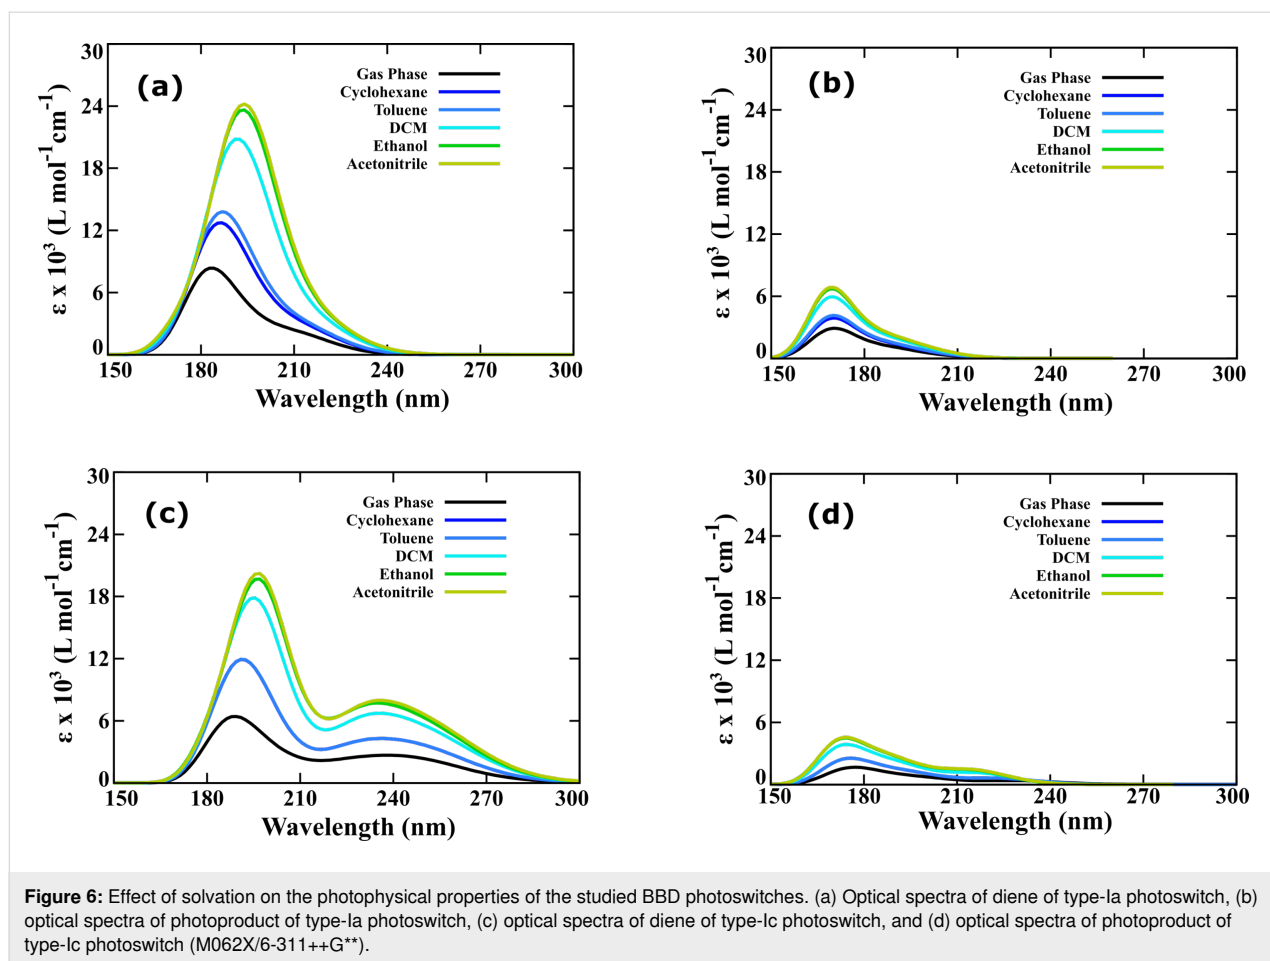 (a)
ε x 10³ (L mol⁻¹cm⁻¹)
30
24
18
12
6
0
Gas Phase
Cyclohexane
Toluene
DCM
Ethanol
Acetonitrile
150 180 210 240 270 300
Wavelength (nm)
(b)
ε x 10³ (L mol⁻¹cm⁻¹)
30
24
18
12
6
0
Gas Phase
Cyclohexane
Toluene
DCM
Ethanol
Acetonitrile
150 180 210 240 270 300
Wavelength (nm)
(c)
ε x 10³ (L mol⁻¹cm⁻¹)
30
24
18
12
6
0
Gas Phase
Cyclohexane
Toluene
DCM
Ethanol
Acetonitrile
150 180 210 240 270 300
Wavelength (nm)
(d)
ε x 10³ (L mol⁻¹cm⁻¹)
30
24
18
12
6
0
Gas Phase
Cyclohexane
Toluene
DCM
Ethanol
Acetonitrile
150 180 210 240 270 300
Wavelength (nm)
Figure 6: Effect of solvation on the photophysical properties of the studied BBD photoswitches. (a) Optical spectra of diene of type-Ia photoswitch, (b)
optical spectra of photoproduct of type-Ia photoswitch, (c) optical spectra of diene of type-Ic photoswitch, and (d) optical spectra of photoproduct of
type-Ic photoswitch (M062X/6-311++G**).